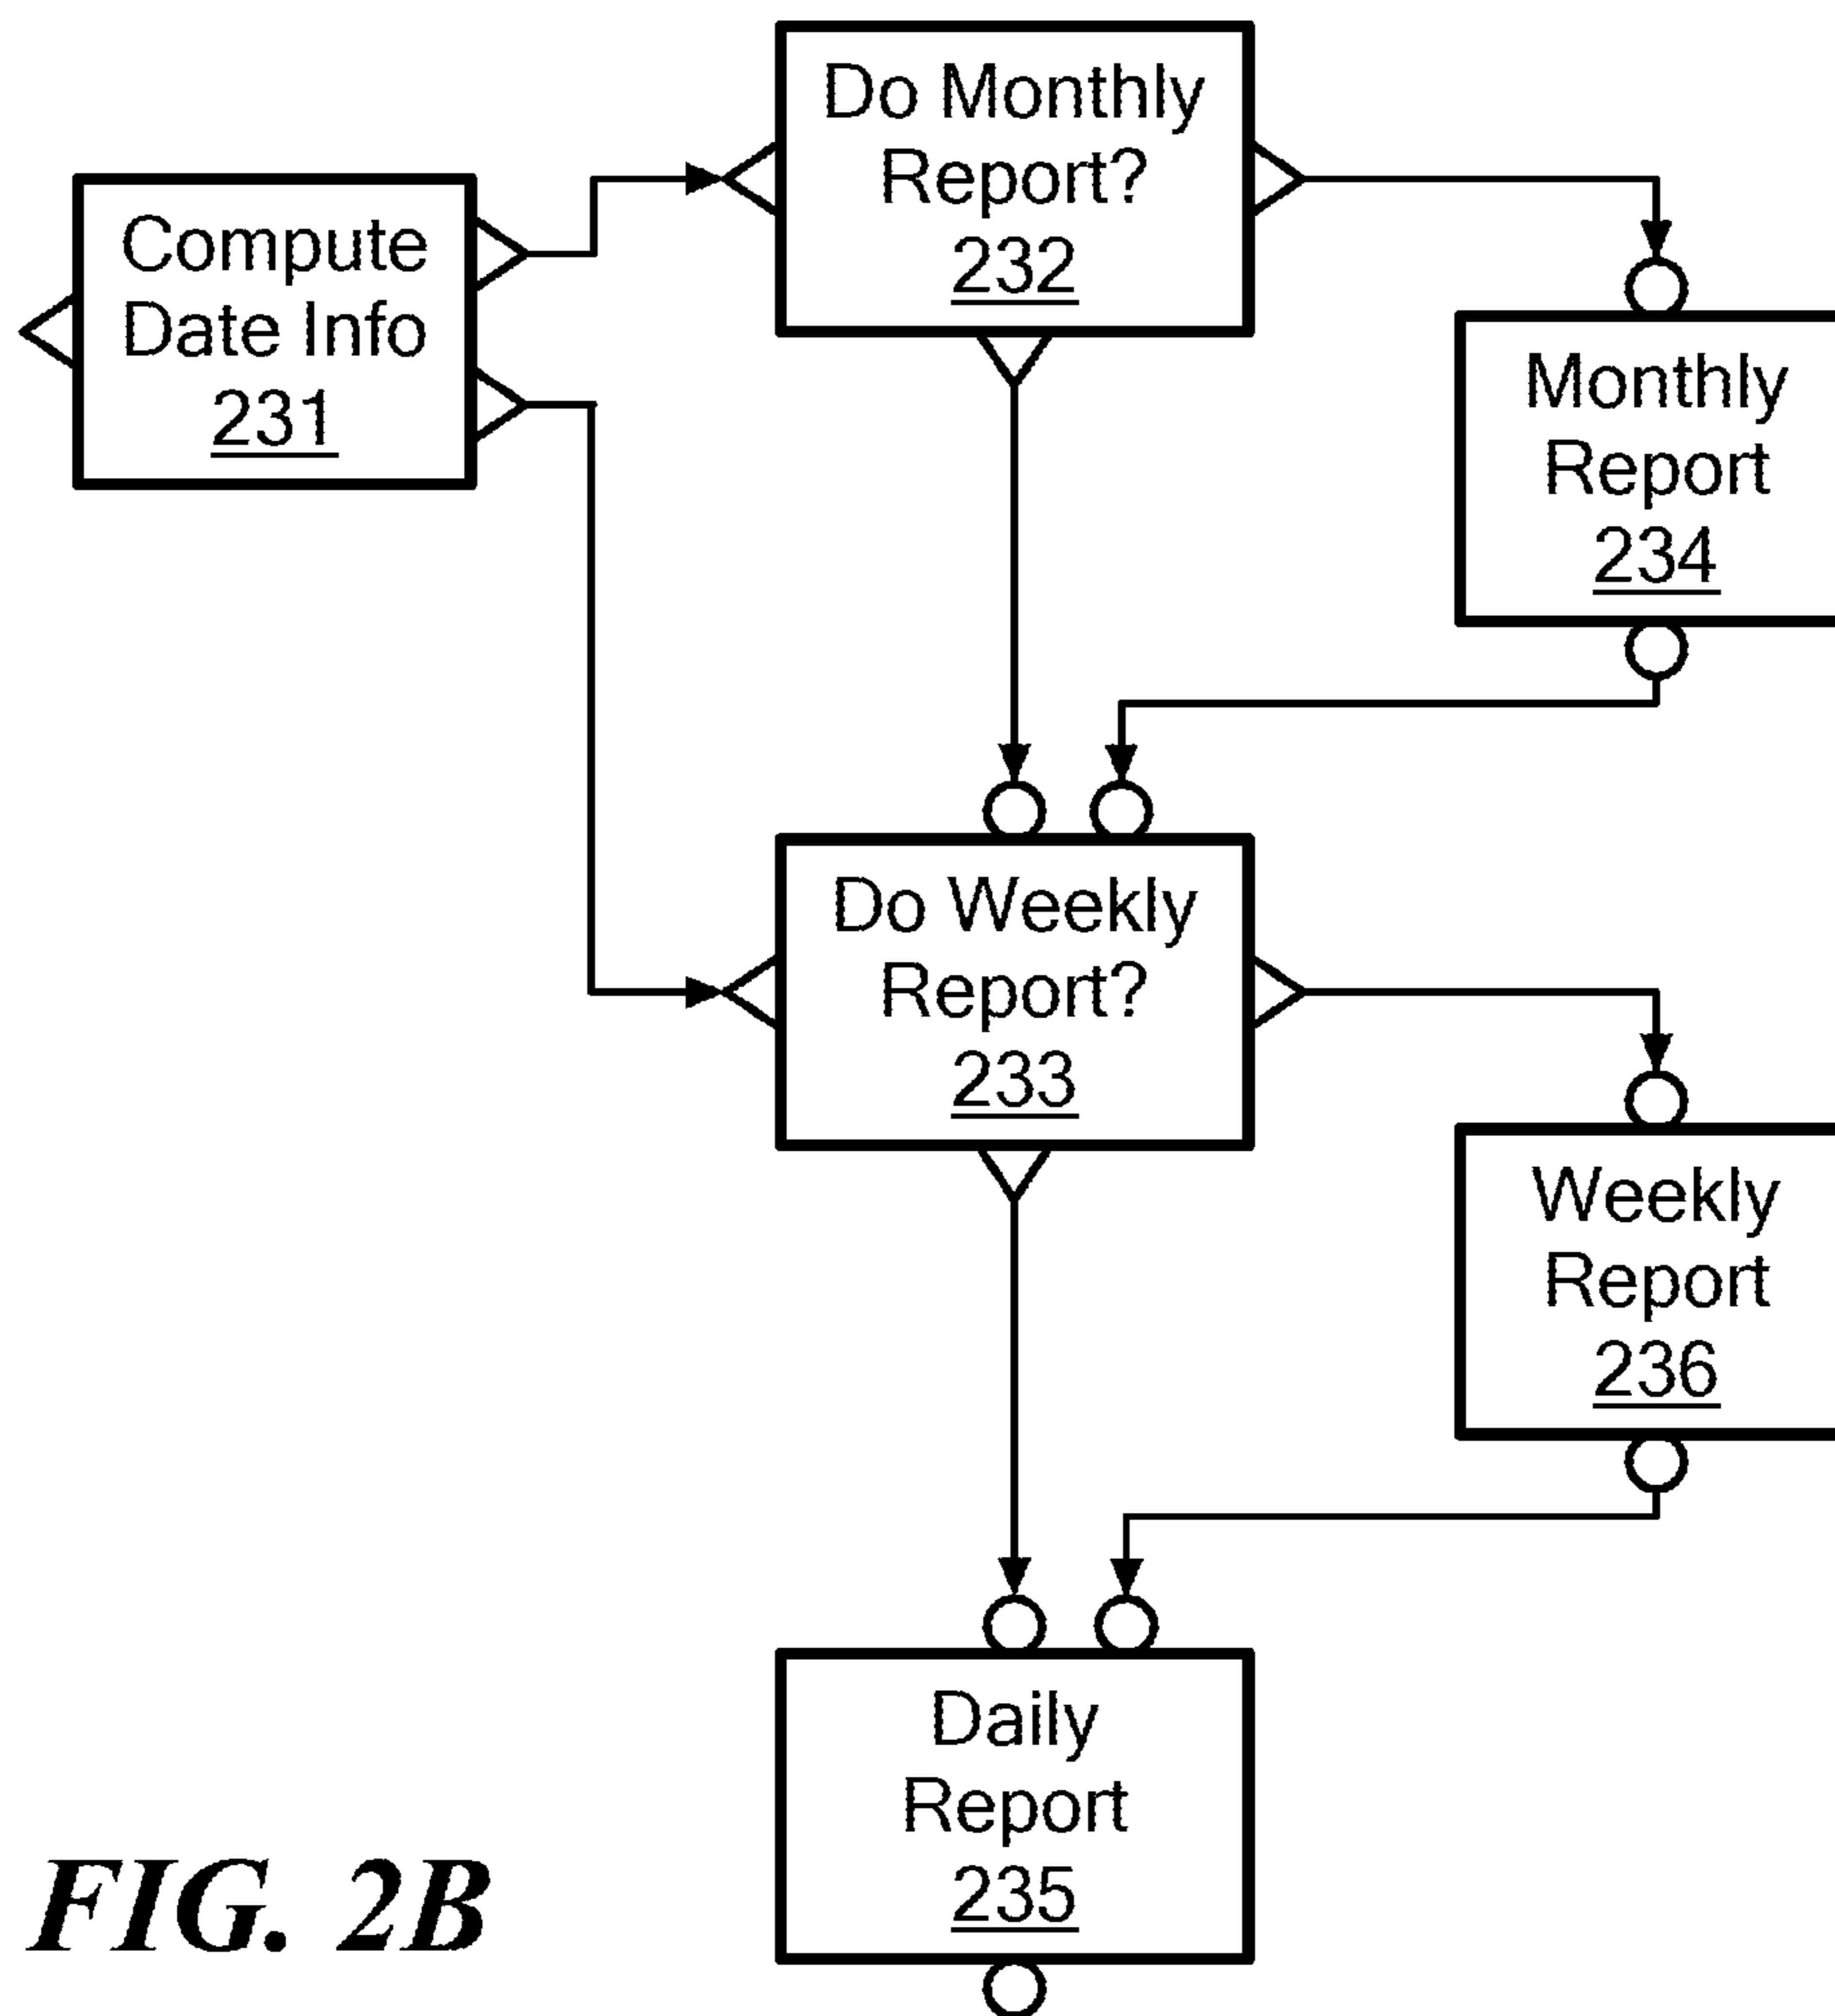 Do Monthly
Report?
232
Compute
Date Info
231
Monthly
Report
234
Do Weekly
Report?
233
Weekly
Report
236
Daily
Report
235
FIG. 2B